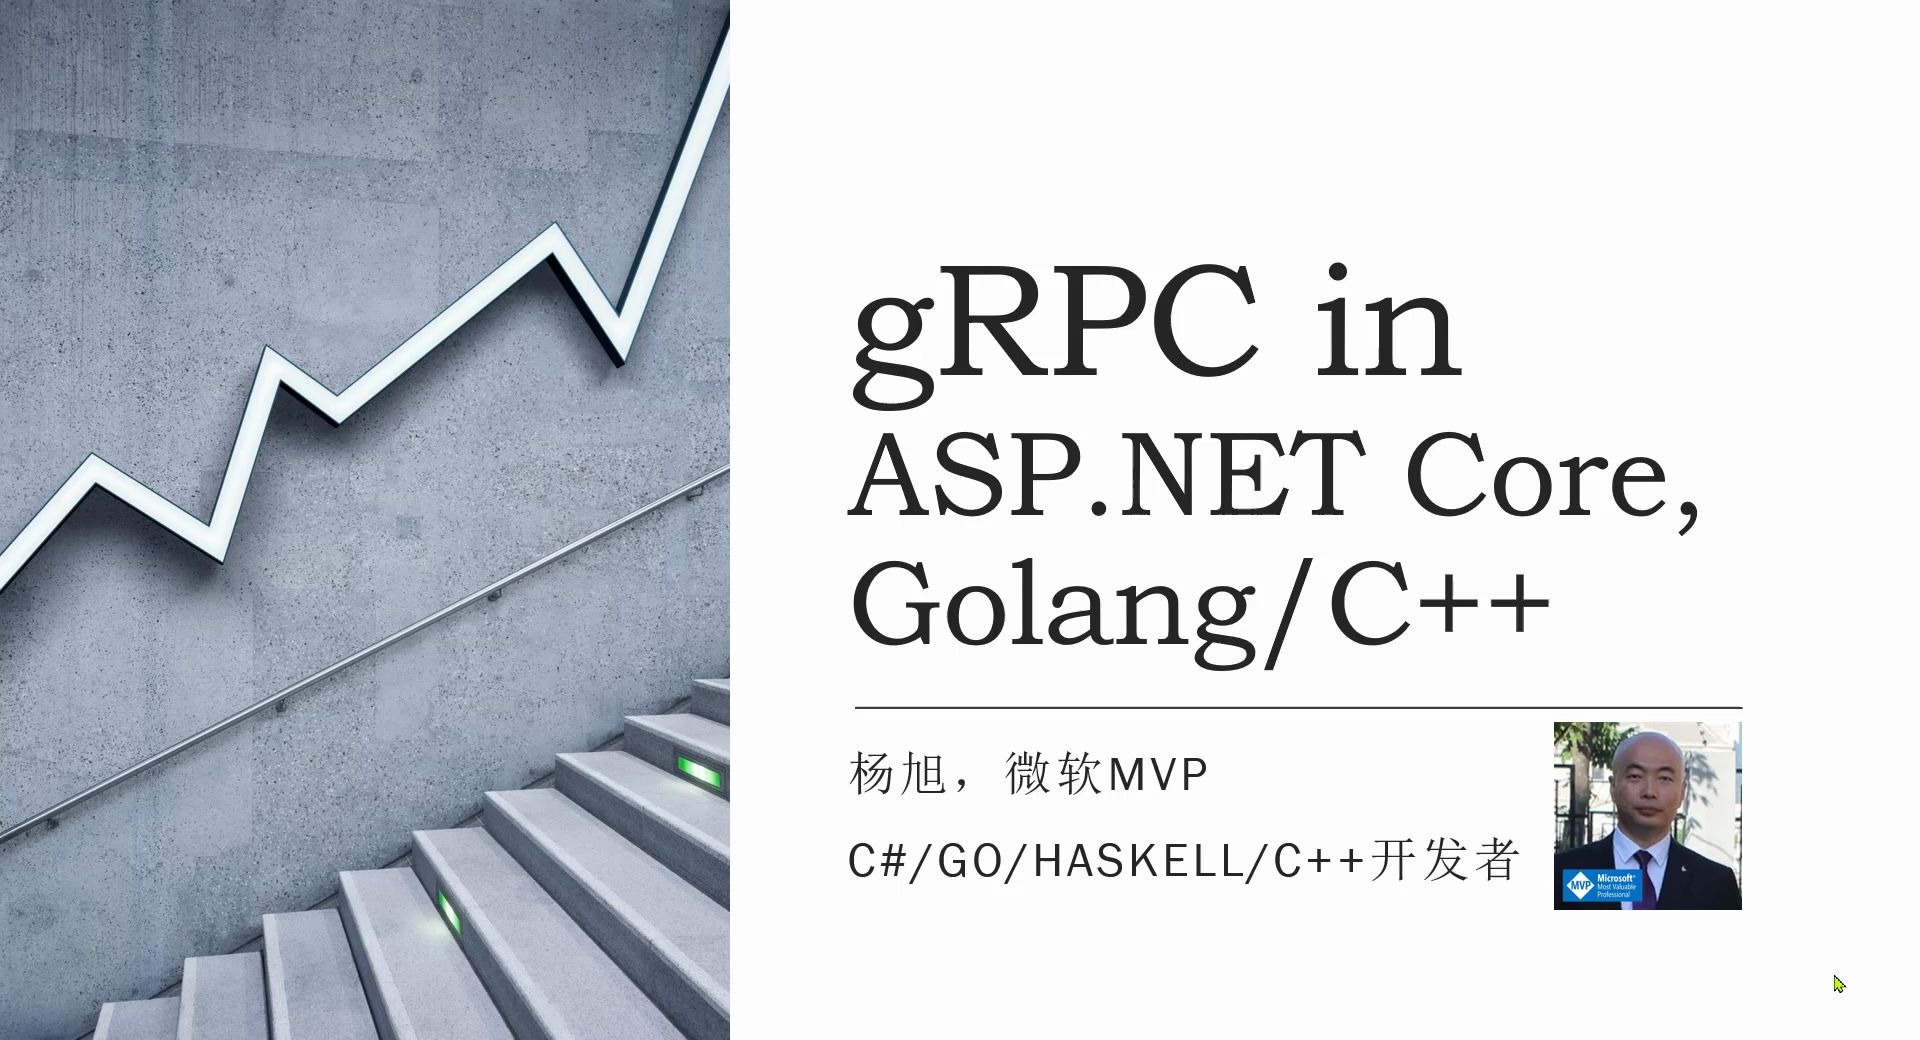 gRPC in
ASP.NET Core,
Golang/C++
杨旭，微软MVP
C#/GO/HASKELL/C++开发者
MVP
Microsoft®
Most Valuable
Professional